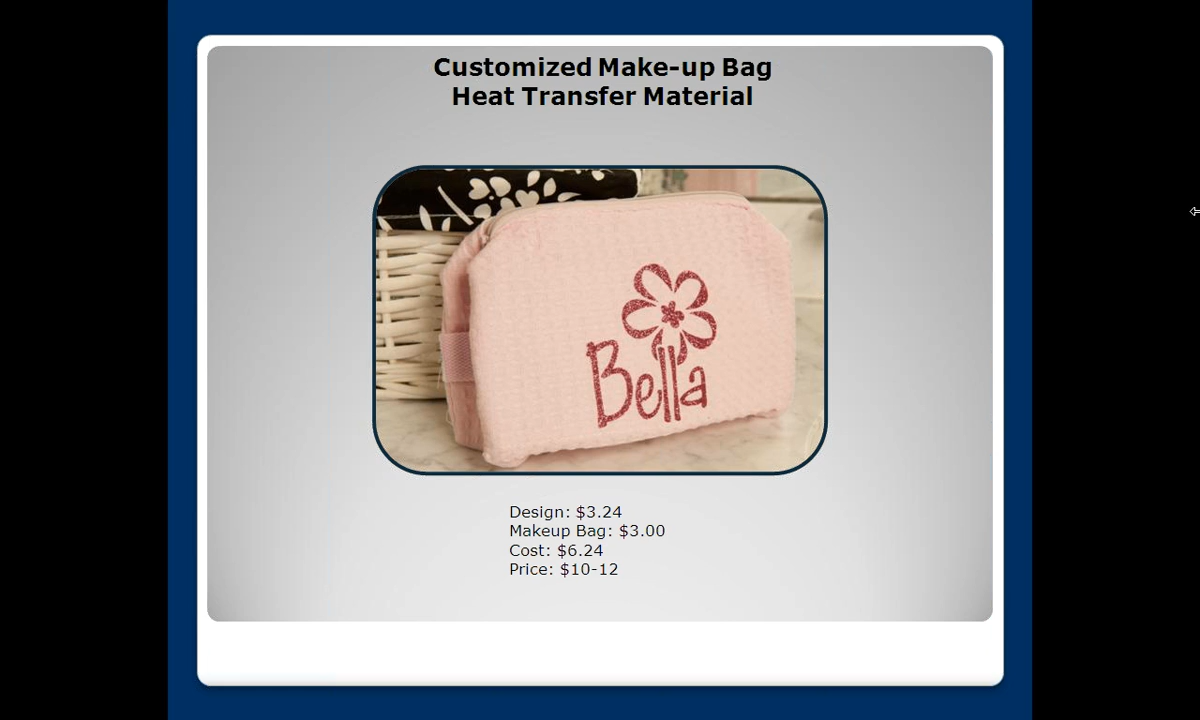 Customized Make-up Bag
Heat Transfer Material
Bella
Design: $3.24
Makeup Bag: $3.00
Cost: $6.24
Price: $10-12